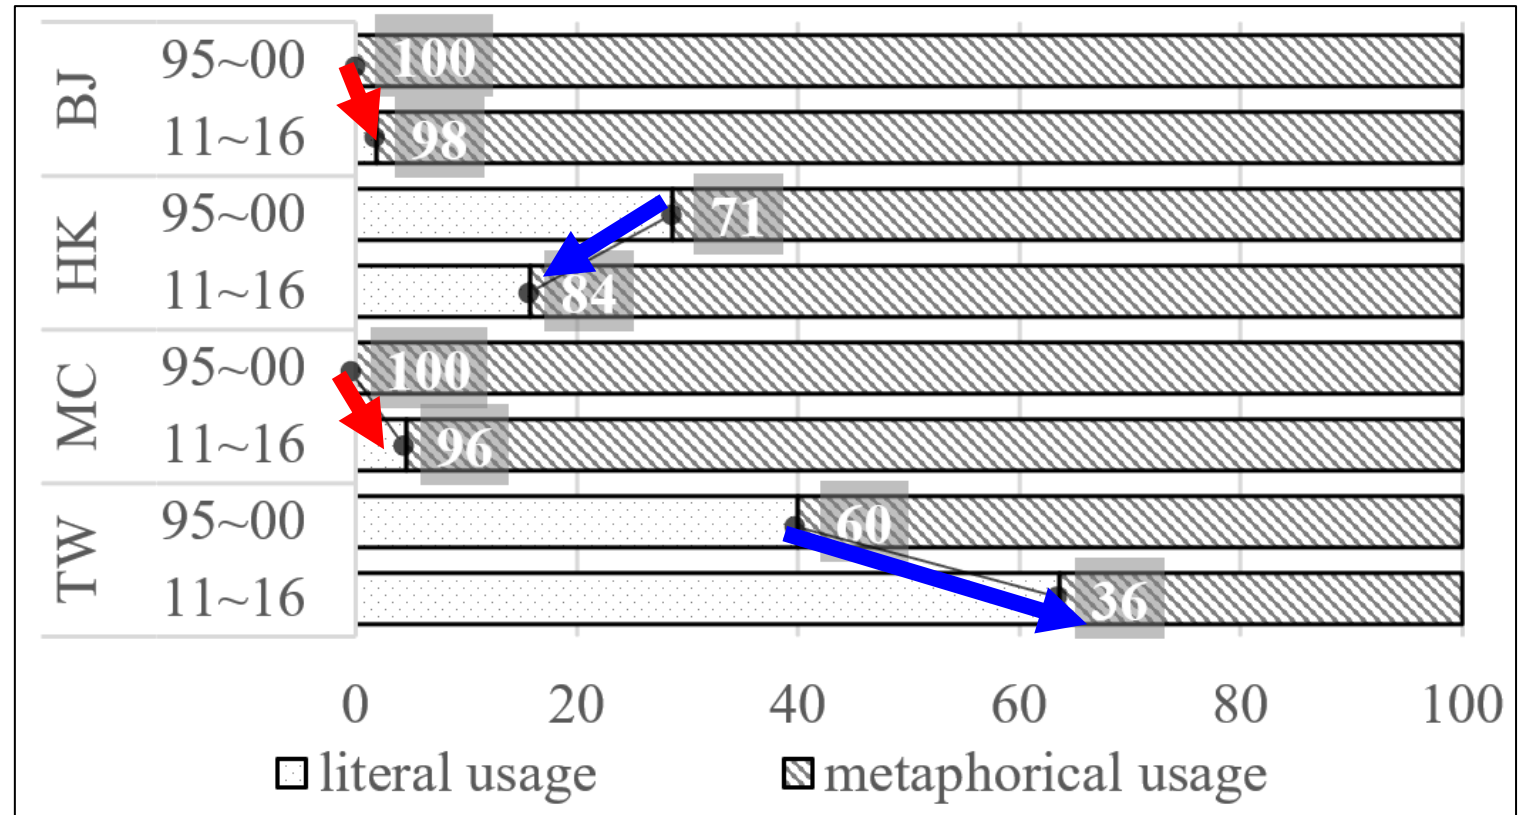 BJ
95~00 100
11~16 98
HK
95~00 71
11~16 84
MC
95~00 100
11~16 96
TW
95~00 60
11~16 36
0 20 40 60 80 100
literal usage metaphorical usage